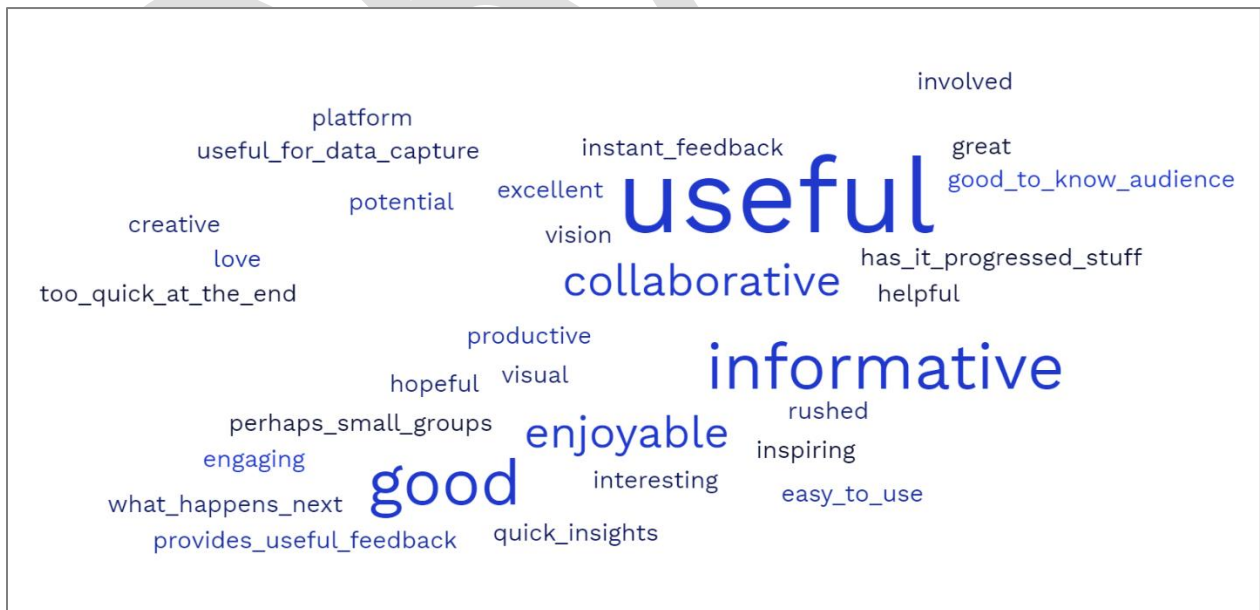 involved
platform
useful_for_data_capture
instant_feedback
great
useful
good_to_know_audience
excellent
potential
creative
vision
love
has_it_progressed_stuff
too_quick_at_the_end
collaborative
helpful
productive
informative
hopeful
visual
rushed
perhaps_small_groups
enjoyable
inspiring
engaging
good
interesting
easy_to_use
what_happens_next
quick_insights
provides_useful_feedback